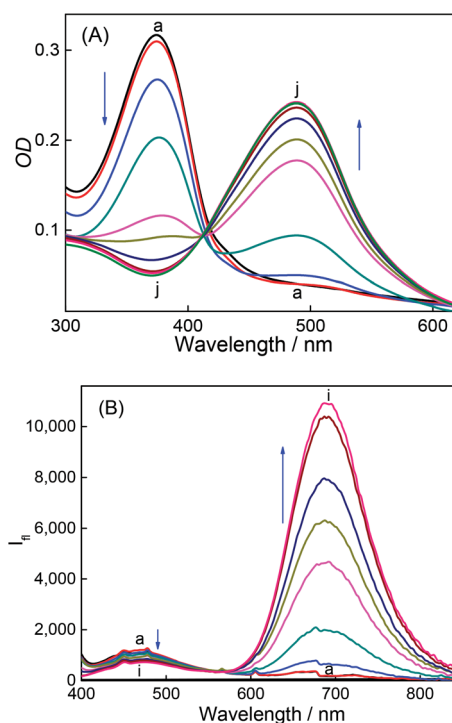 (A)
a
j
0.3
0.2
0.1
OD
j
a
300
400
500
600
Wavelength / nm
(B)
i
10,000
8,000
6,000
4,000
2,000
0
I_fl
a
i
a
400
500
600
700
800
Wavelength / nm